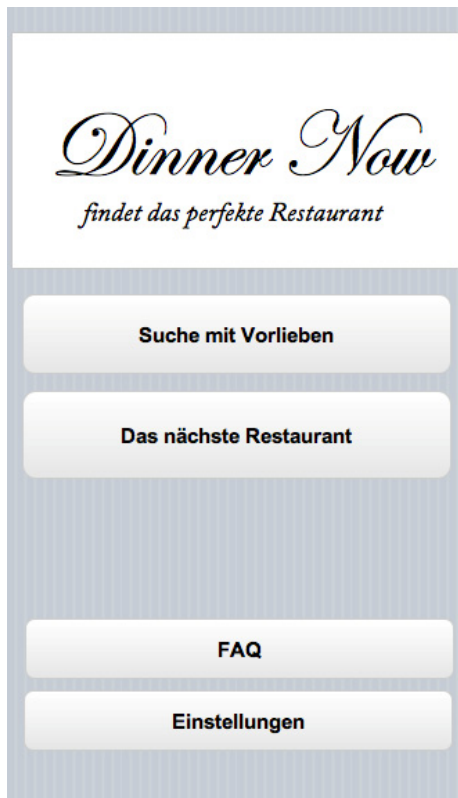 Dinner Now
findet das perfekte Restaurant
Suche mit Vorlieben
Das nächste Restaurant
FAQ
Einstellungen